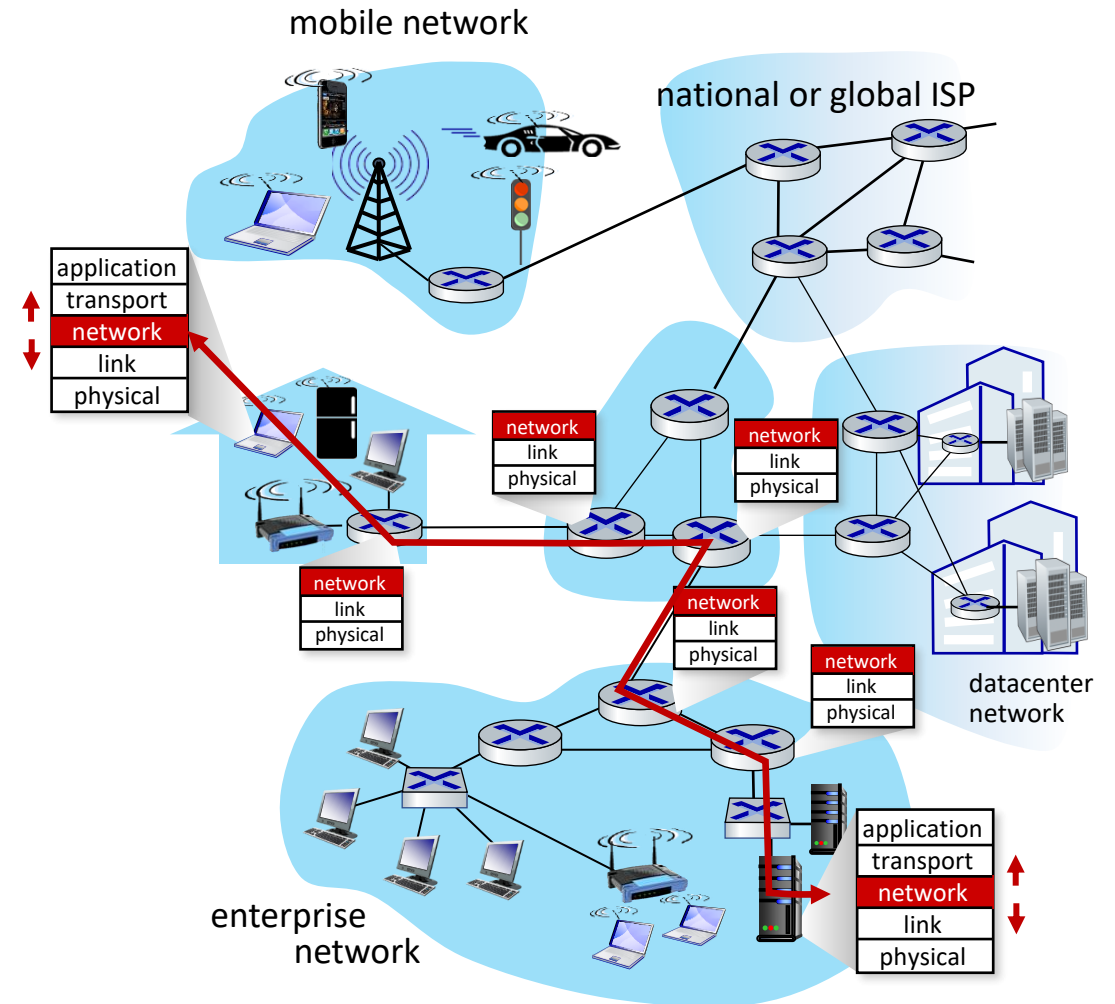 mobile network
national or global ISP
application
transport
network
link
physical
network
link
physical
network
link
physical
network
link
physical
network
link
physical
network
link
physical
datacenter
network
application
transport
network
link
physical
enterprise
network